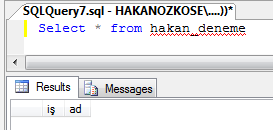 SQLQuery7.sql - HAKANOZKOSE\....))*
Select * from hakan_deneme
Results Messages
iş ad